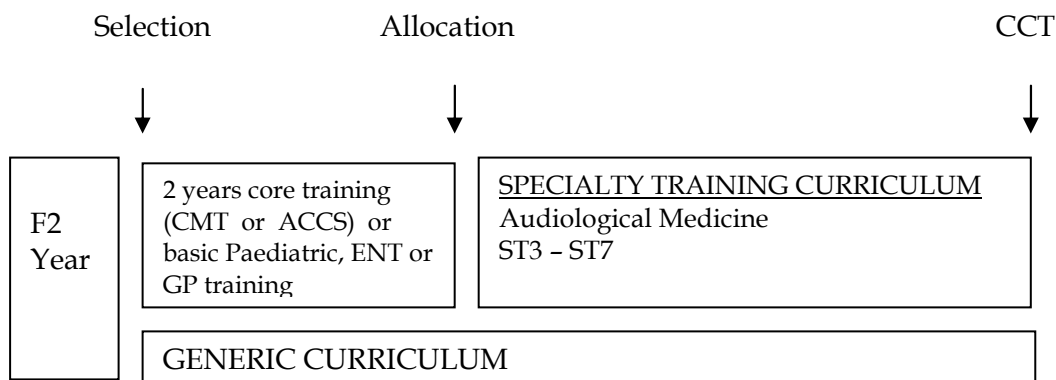 Selection Allocation CCT
F2
Year
2 years core training
(CMT or ACCS) or
basic Paediatric, ENT or
GP training
SPECIALTY TRAINING CURRICULUM
Audiological Medicine
ST3 – ST7
GENERIC CURRICULUM